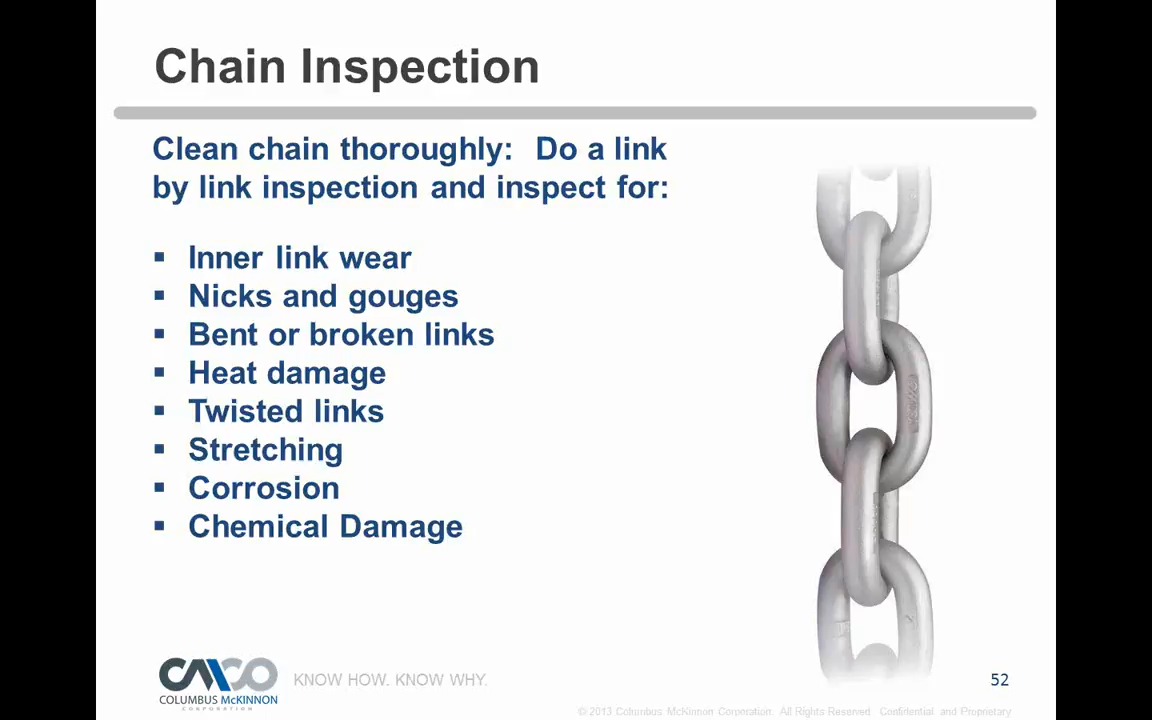 Chain Inspection
Clean chain thoroughly: Do a link
by link inspection and inspect for:
▪ Inner link wear
▪ Nicks and gouges
▪ Bent or broken links
▪ Heat damage
▪ Twisted links
▪ Stretching
▪ Corrosion
▪ Chemical Damage
CMCO
COLUMBUS McKINNON
CORPORATION
KNOW HOW. KNOW WHY.
52
© 2013 Columbus McKinnon Corporation. All Rights Reserved. Confidential and Proprietary